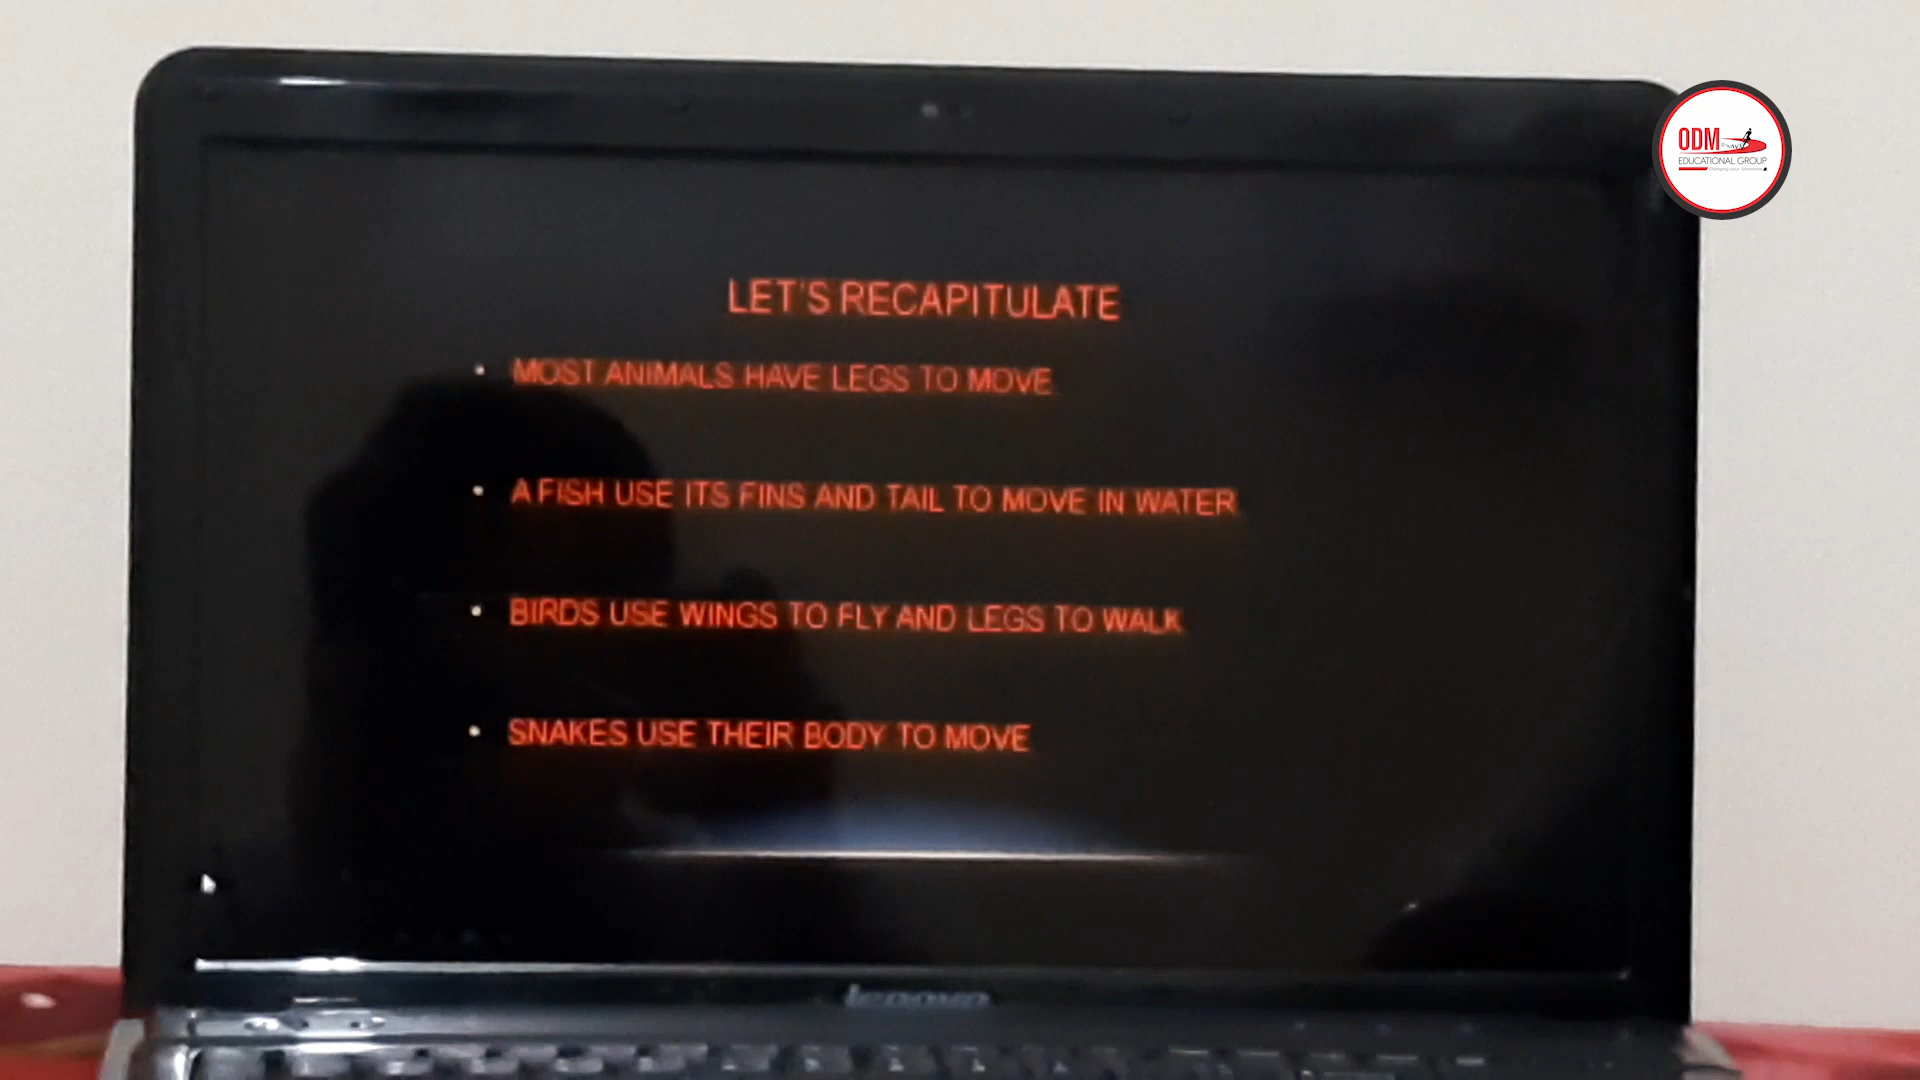 ODM
EDUCATIONAL GROUP
LET'S RECAPITULATE
• MOST ANIMALS HAVE LEGS TO MOVE.
• A FISH USE ITS FINS AND TAIL TO MOVE IN WATER.
• BIRDS USE WINGS TO FLY AND LEGS TO WALK.
• SNAKES USE THEIR BODY TO MOVE
lenovo